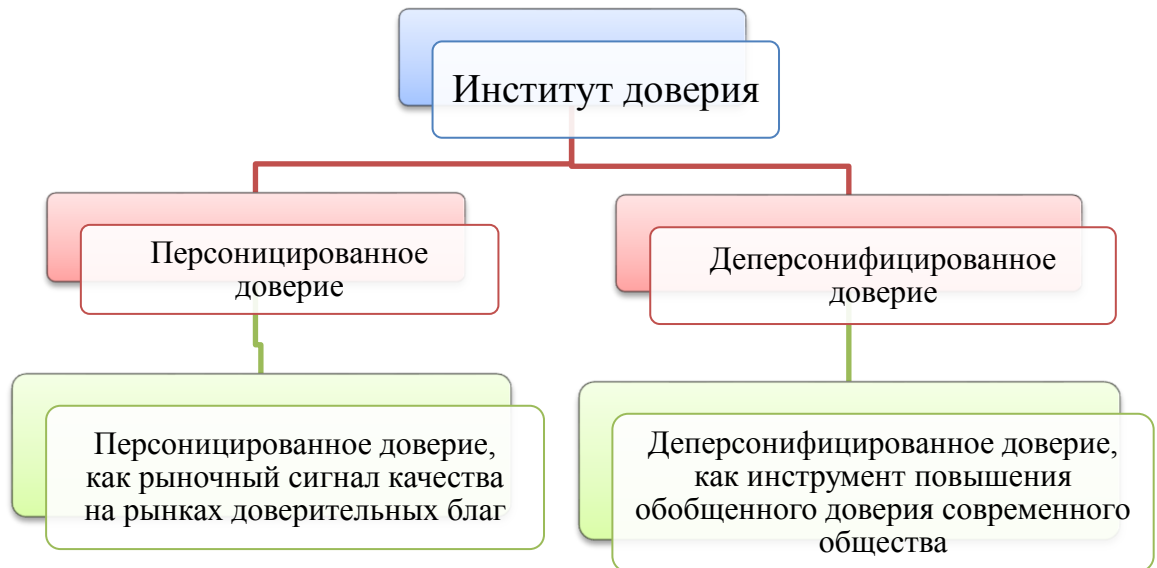 Институт доверия
Персоницированное
доверие
Деперсонифицированное
доверие
Персоницированное доверие,
как рыночный сигнал качества
на рынках доверительных благ
Деперсонифицированное доверие,
как инструмент повышения
обобщенного доверия современного
общества